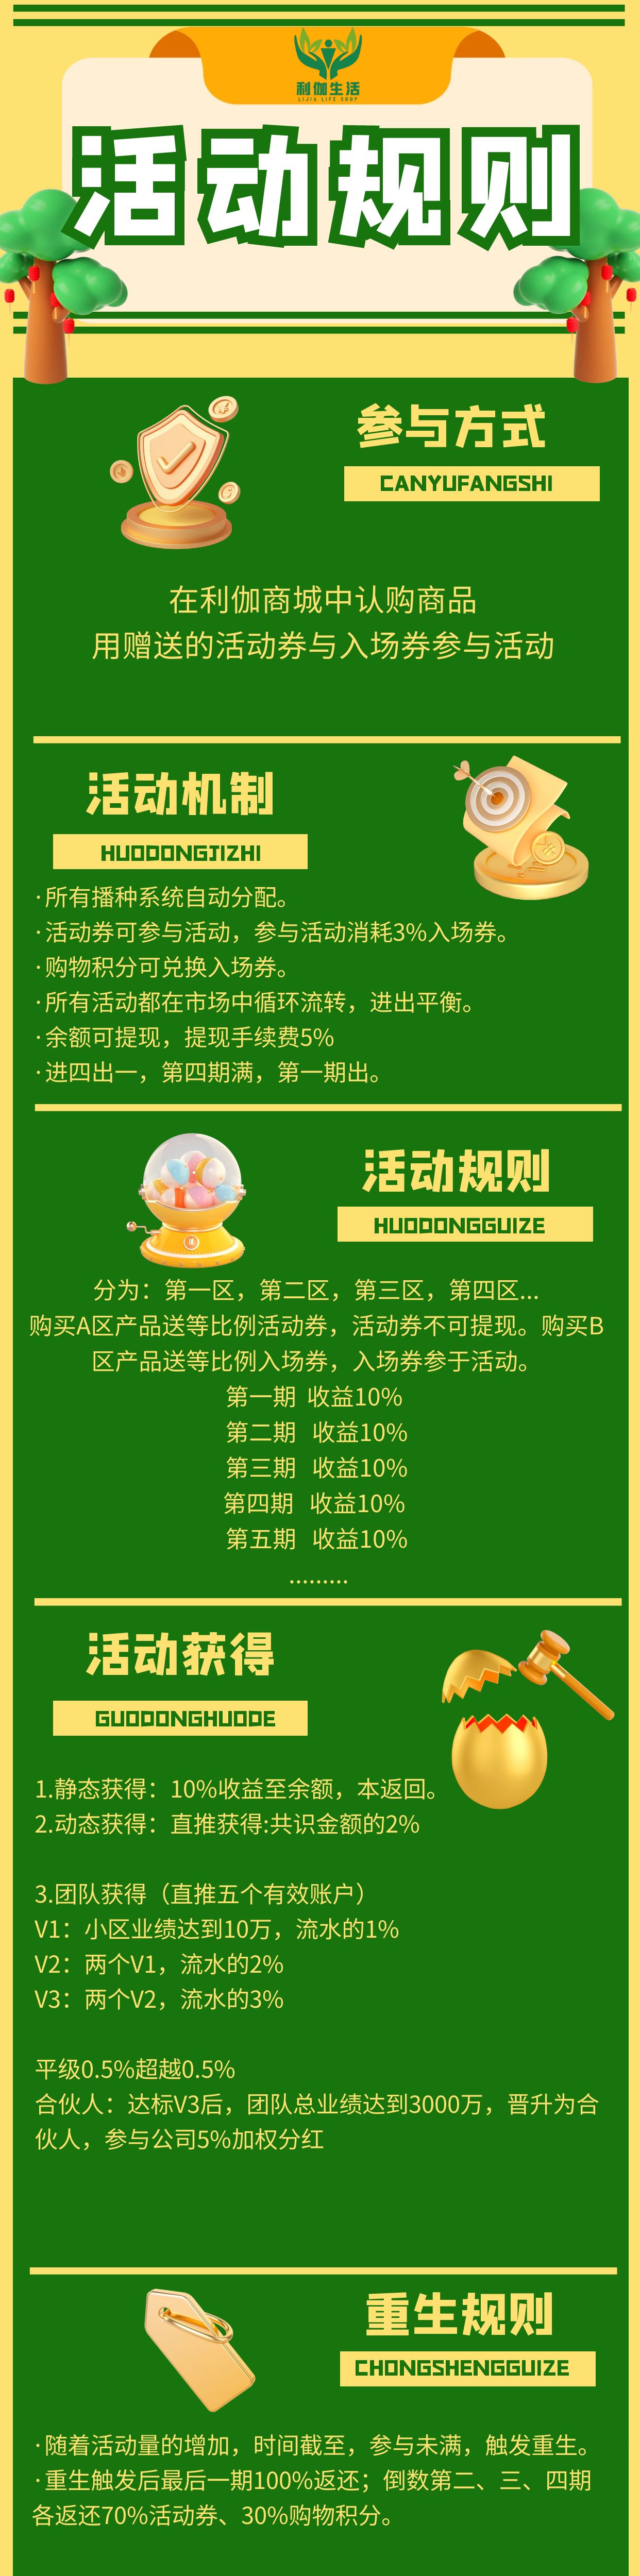 利伽生活
LIJIA LIFE SHOP
活动规则
参与方式
CANYUFANGSHI
在利伽商城中认购商品
用赠送的活动券与入场券参与活动
活动机制
HUODONGJIZHI
·所有播种系统自动分配。
·活动券可参与活动，参与活动消耗3%入场券。
·购物积分可兑换入场券。
·所有活动都在市场中循环流转，进出平衡。
·余额可提现，提现手续费5%
·进四出一，第四期满，第一期出。
活动规则
HUODONGGUIZE
分为：第一区，第二区，第三区，第四区...
购买A区产品送等比例活动券，活动券不可提现。购买B
区产品送等比例入场券，入场券参于活动。
第一期 收益10%
第二期 收益10%
第三期 收益10%
第四期 收益10%
第五期 收益10%
.........
活动获得
GUODONGHUODE
1.静态获得：10%收益至余额，本返回。
2.动态获得：直推获得:共识金额的2%
3.团队获得（直推五个有效账户）
V1：小区业绩达到10万，流水的1%
V2：两个V1，流水的2%
V3：两个V2，流水的3%
平级0.5%超越0.5%
合伙人：达标V3后，团队总业绩达到3000万，晋升为合
伙人，参与公司5%加权分红
重生规则
CHONGSHENGGUIZE
·随着活动量的增加，时间截至，参与未满，触发重生。
·重生触发后最后一期100%返还；倒数第二、三、四期
各返还70%活动券、30%购物积分。